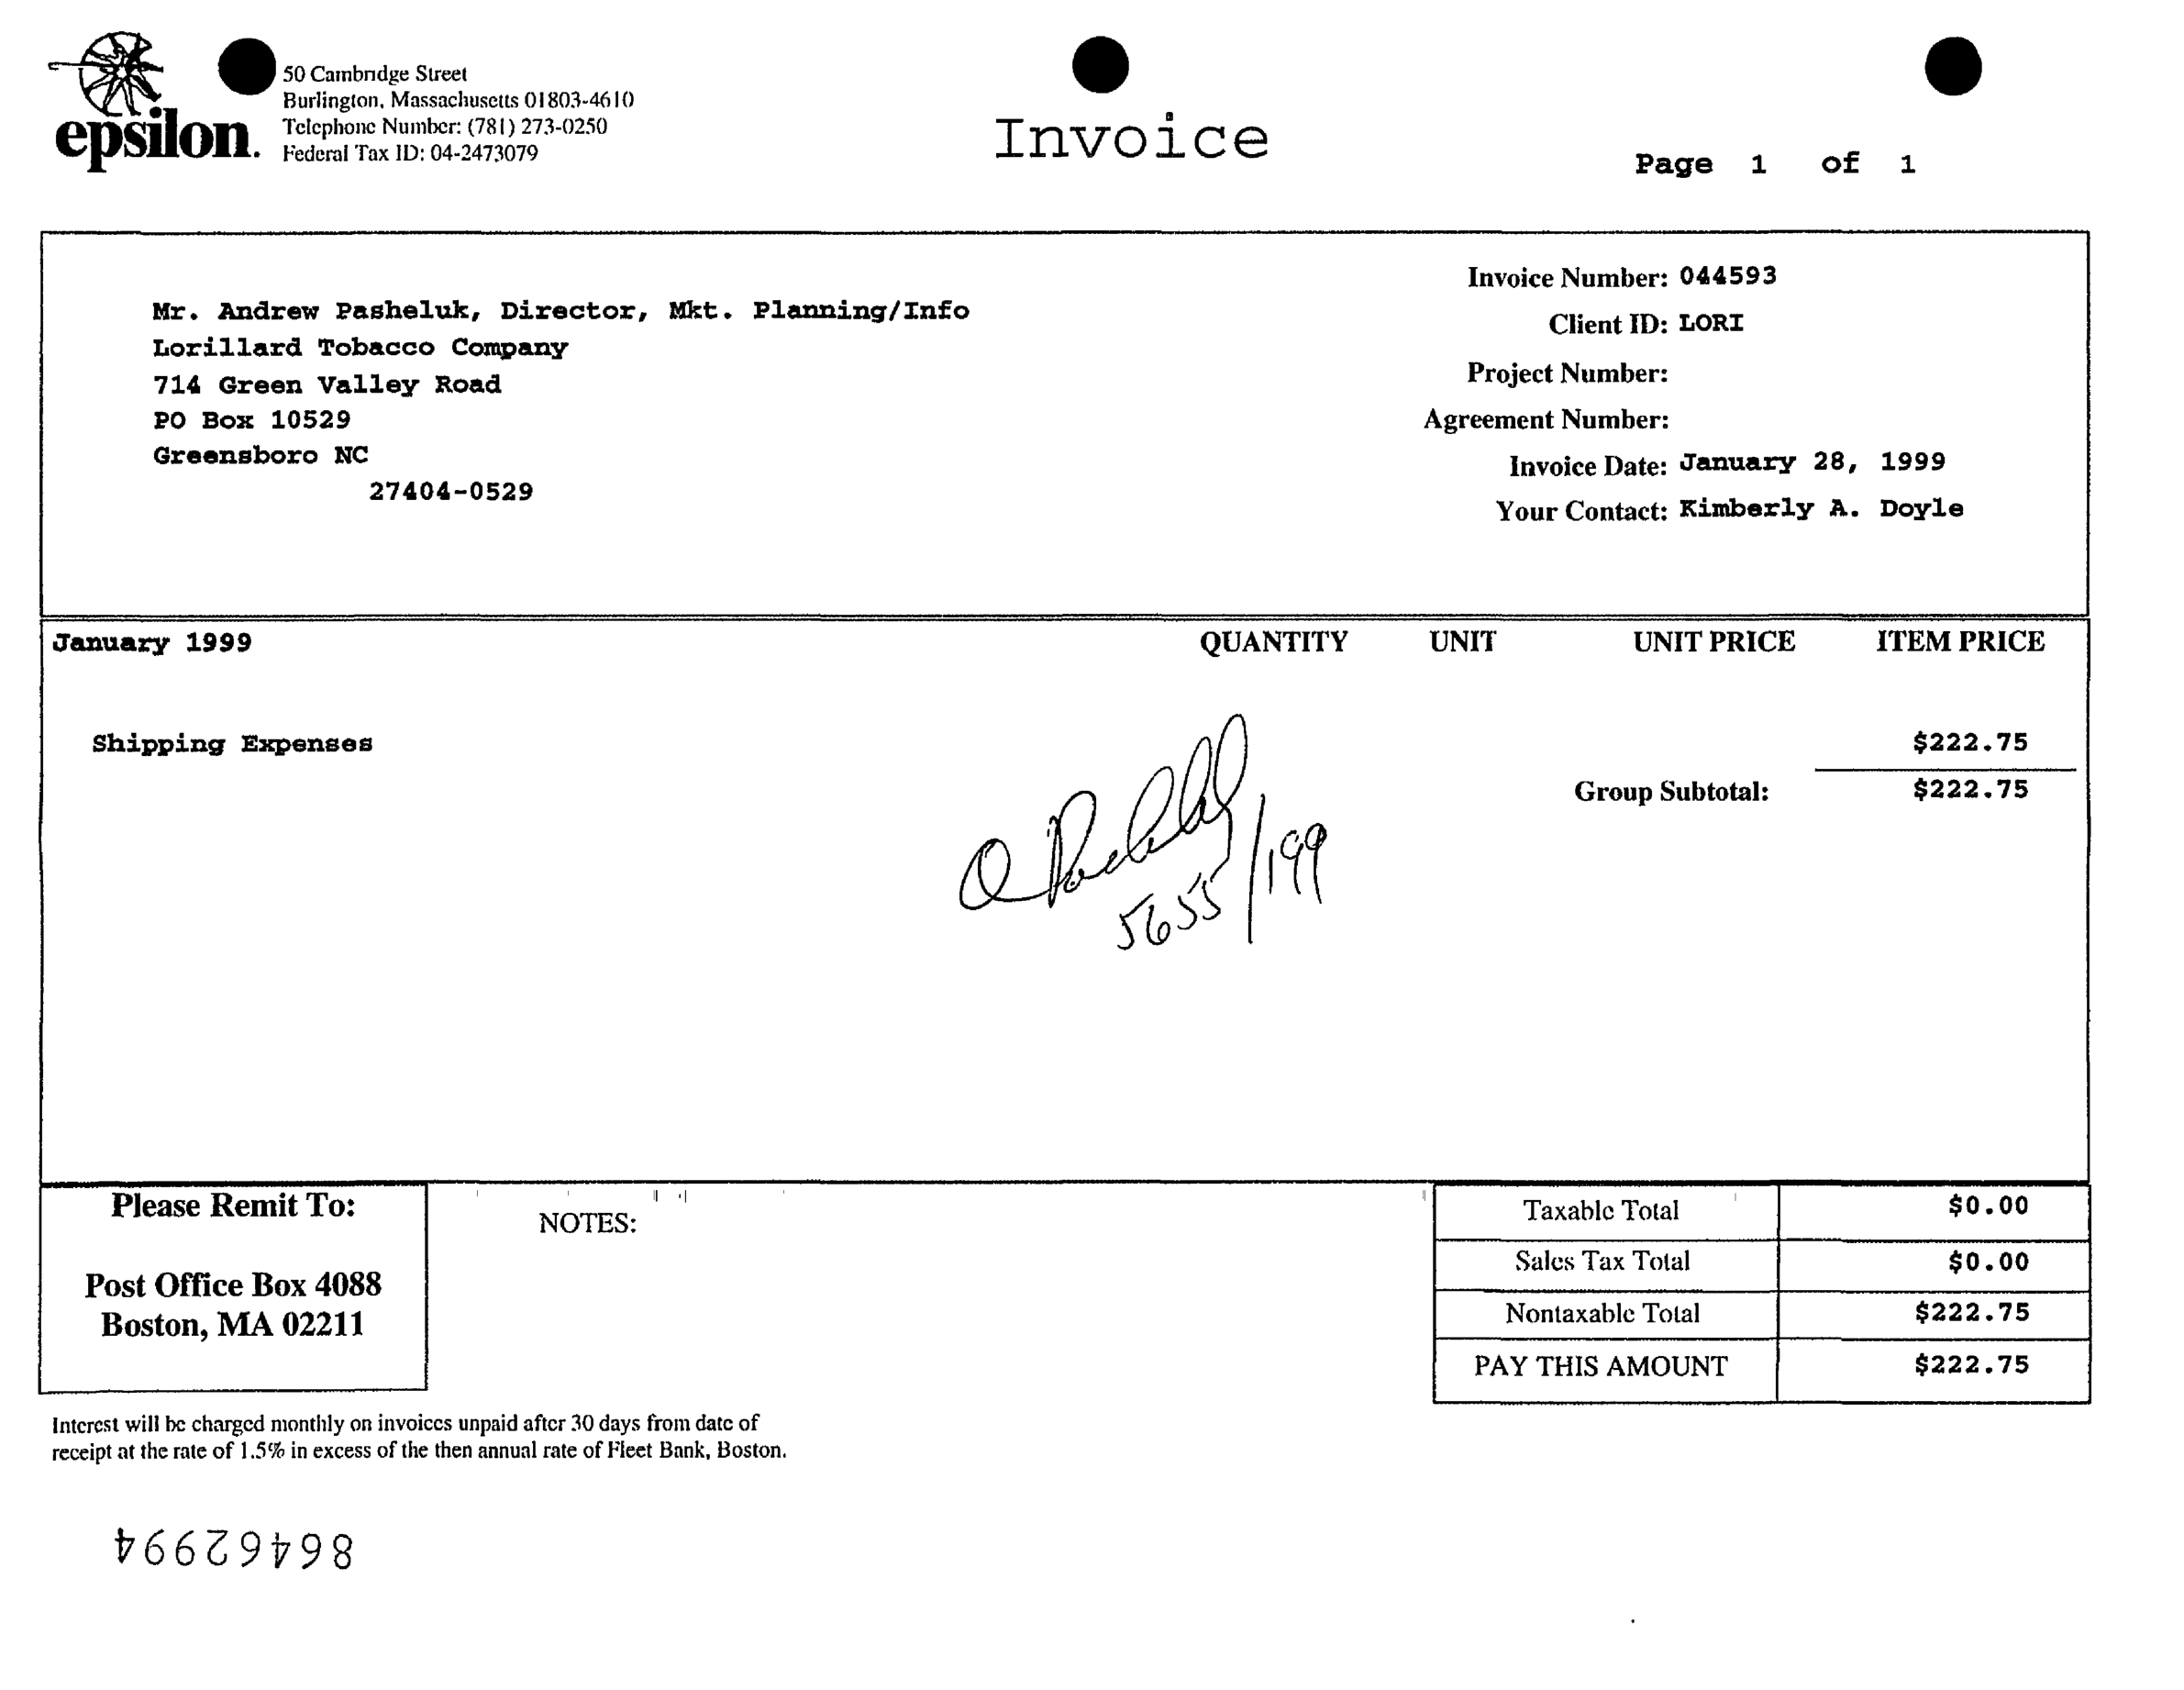 epsilon.
50 Cambridge Street
Burlington, Massachusetts 01803-4610
Telephone Number: (781) 273-0250
Federal Tax ID: 04-2473079
Invoice
Page 1 of 1
Mr. Andrew Pasheluk, Director, Mkt. Planning/Info
Lorillard Tobacco Company
714 Green Valley Road
PO Box 10529
Greensboro NC
27404-0529
Invoice Number: 044593
Client ID: LORI
Project Number:
Agreement Number:
Invoice Date: January 28, 1999
Your Contact: Kimberly A. Doyle
January 1999 QUANTITY UNIT UNIT PRICE ITEM PRICE
Shipping Expenses $222.75
Group Subtotal: $222.75
5655/199
Please Remit To:
Post Office Box 4088
Boston, MA 02211
NOTES:
Taxable Total $0.00
Sales Tax Total $0.00
Nontaxable Total $222.75
PAY THIS AMOUNT $222.75
Interest will be charged monthly on invoices unpaid after 30 days from date of
receipt at the rate of 1.5% in excess of the then annual rate of Fleet Bank, Boston.
86462994